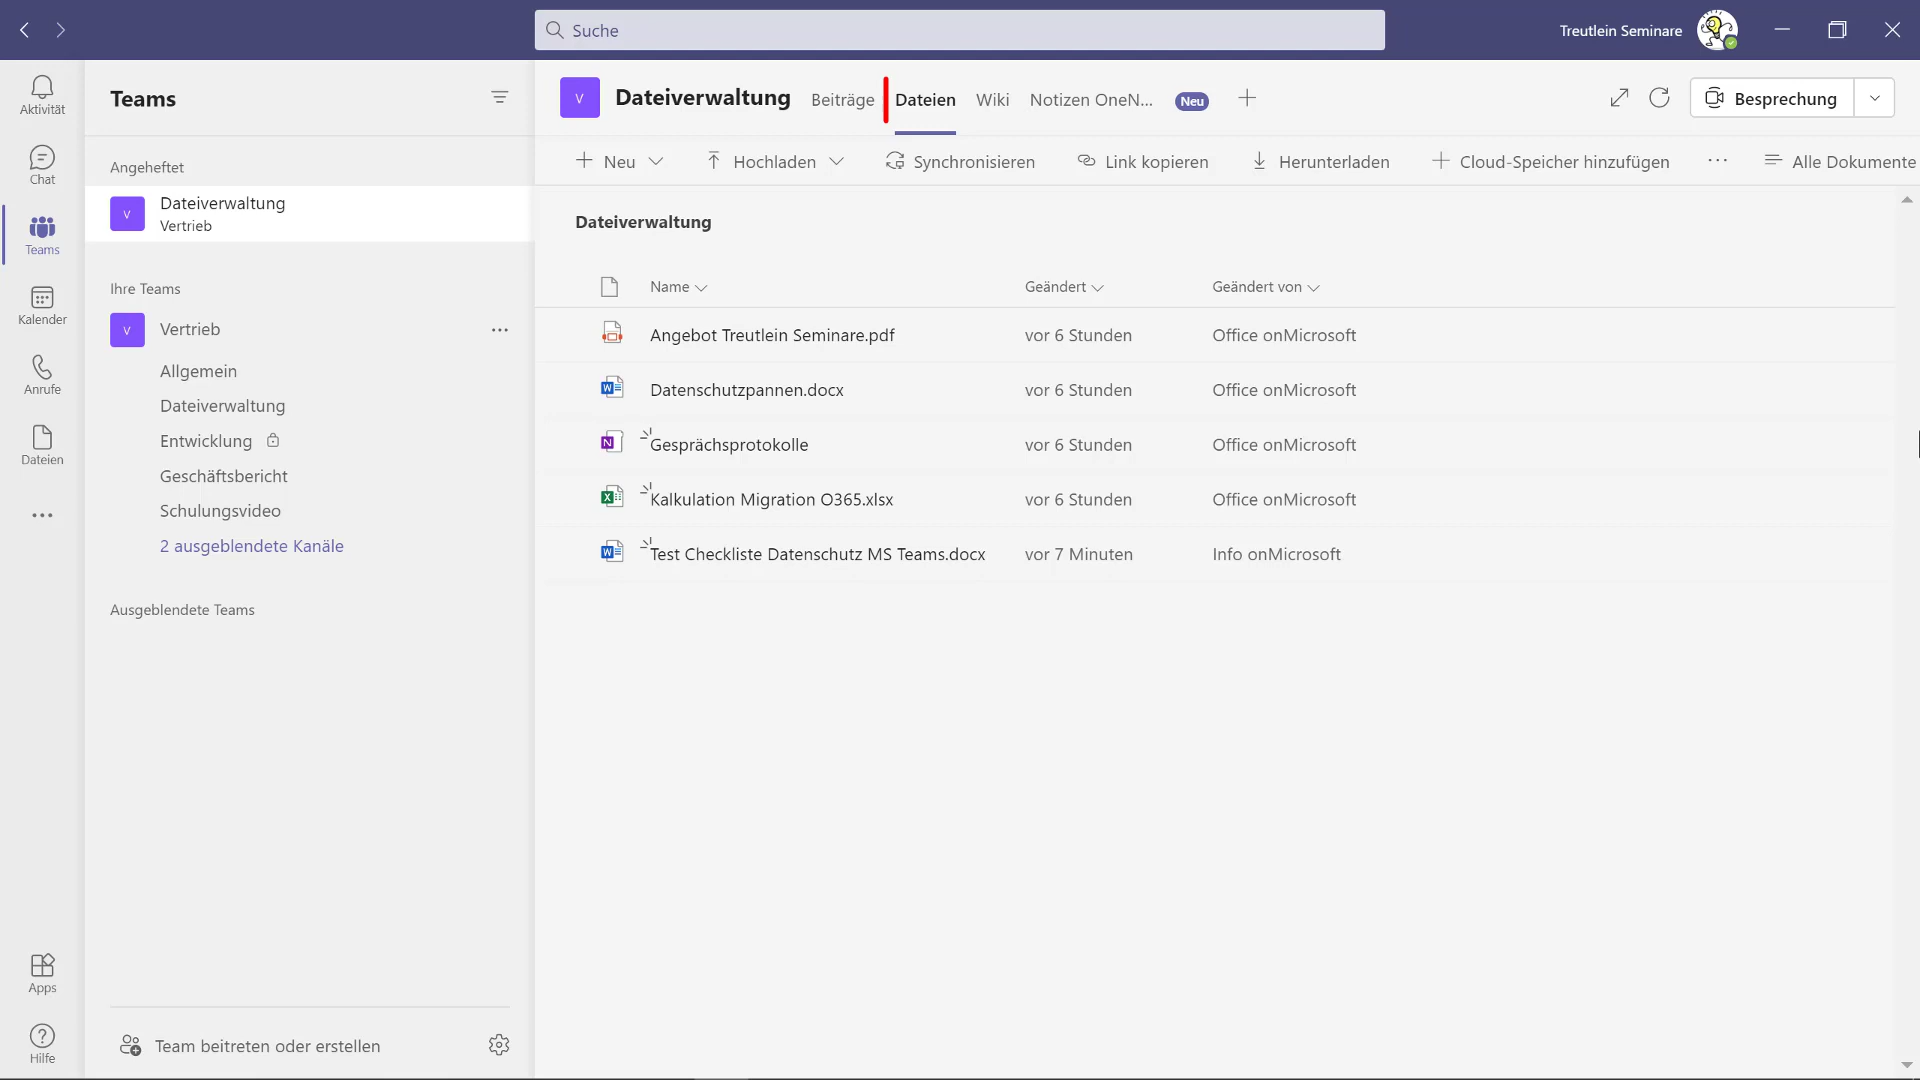 Suche
Treutlein Seminare
Aktivität
Chat
Teams
Kalender
Anrufe
Dateien
Apps
Hilfe
Teams
Angeheftet
V
Dateiverwaltung
Vertrieb
Ihre Teams
V
Vertrieb
Allgemein
Dateiverwaltung
Entwicklung
Geschäftsbericht
Schulungsvideo
2 ausgeblendete Kanäle
Ausgeblendete Teams
Team beitreten oder erstellen
V
Dateiverwaltung Beiträge Dateien Wiki Notizen OneN... Neu
Besprechung
Neu Hochladen Synchronisieren Link kopieren Herunterladen Cloud-Speicher hinzufügen Alle Dokumente
Dateiverwaltung
Name Geändert Geändert von
Angebot Treutlein Seminare.pdf vor 6 Stunden Office onMicrosoft
Datenschutzpannen.docx vor 6 Stunden Office onMicrosoft
Gesprächsprotokolle vor 6 Stunden Office onMicrosoft
Kalkulation Migration O365.xlsx vor 6 Stunden Office onMicrosoft
Test Checkliste Datenschutz MS Teams.docx vor 7 Minuten Info onMicrosoft